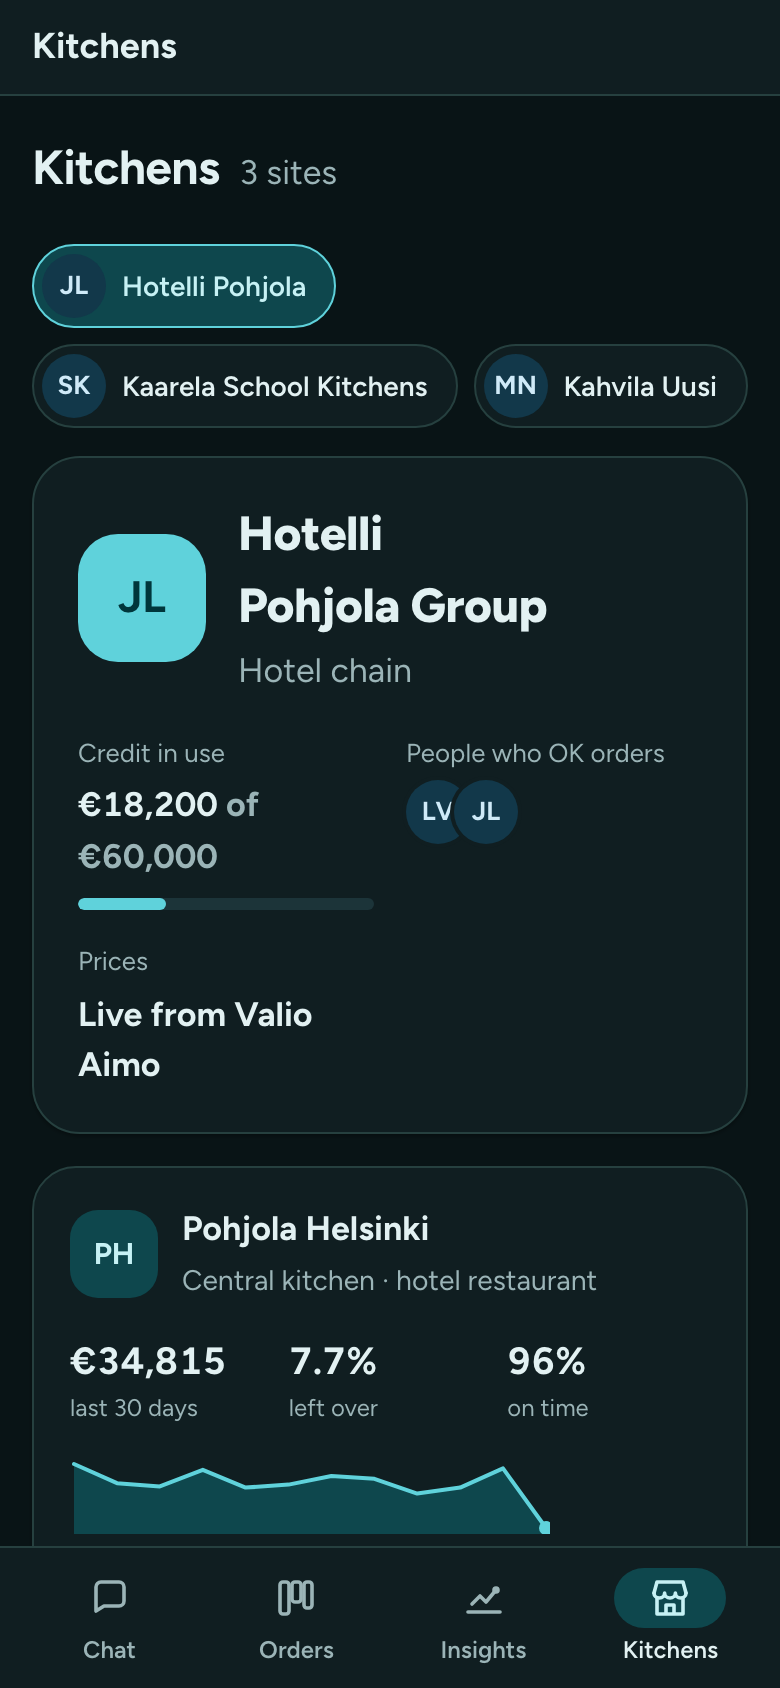 Kitchens
Kitchens 3 sites
JL Hotelli Pohjola
SK Kaarela School Kitchens MN Kahvila Uusi
JL
Hotelli
Pohjola Group
Hotel chain
Credit in use
€18,200 of
€60,000
People who OK orders
LV JL
Prices
Live from Valio
Aimo
PH
Pohjola Helsinki
Central kitchen · hotel restaurant
€34,815 7.7% 96%
last 30 days left over on time
Chat Orders Insights Kitchens